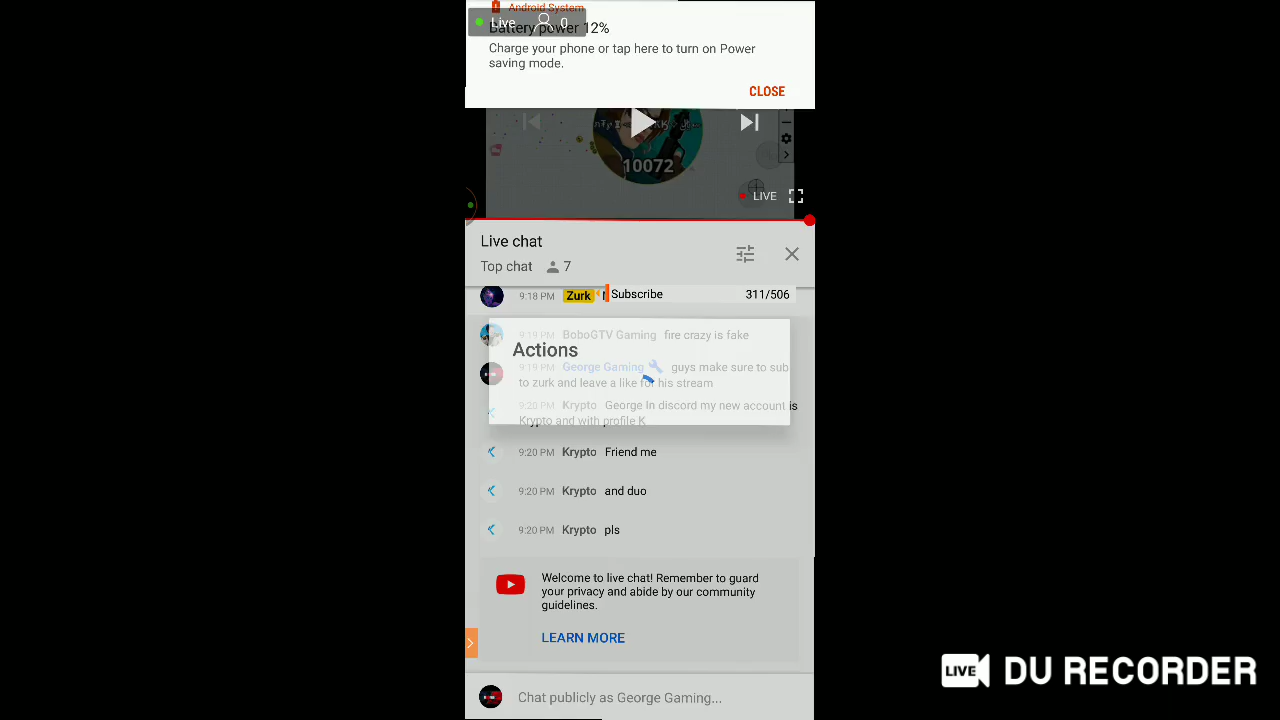 Android System
Live 0
Battery power 12%
Charge your phone or tap here to turn on Power
saving mode.
CLOSE
10072
LIVE
Live chat
Top chat 7
9:18 PM Zurk
Subscribe 311/506
9:19 PM BoboGTV Gaming fire crazy is fake
Actions
9:19 PM George Gaming guys make sure to sub
to zurk and leave a like for his stream
9:20 PM Krypto George In discord my new account is
Krypto and with profile K
9:20 PM Krypto Friend me
9:20 PM Krypto and duo
9:20 PM Krypto pls
Welcome to live chat! Remember to guard
your privacy and abide by our community
guidelines.
LEARN MORE
Chat publicly as George Gaming...
LIVE DU RECORDER